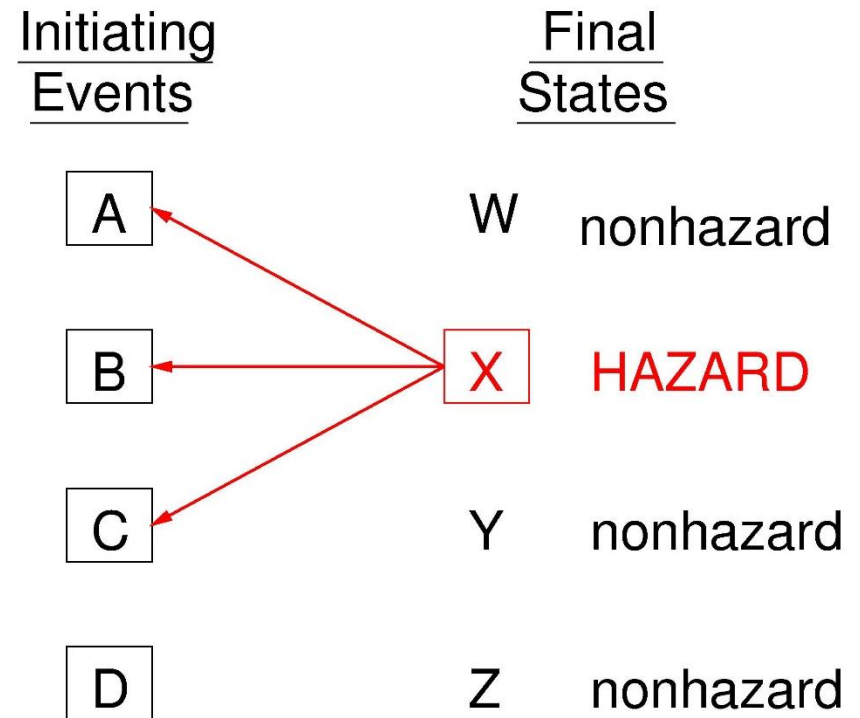 Initiating Final
Events States
A W nonhazard
B X HAZARD
C Y nonhazard
D Z nonhazard